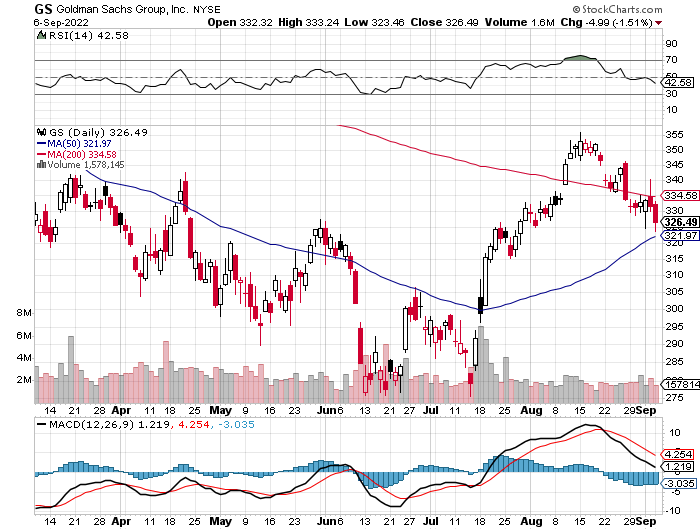 GS Goldman Sachs Group, Inc. NYSE © StockCharts.com
6-Sep-2022 Open 332.32 High 333.24 Low 323.46 Close 326.49 Volume 1.6M Chg -4.99 (-1.51%)
RSI(14) 42.58
90
70
50
42.58
30
10
GS (Daily) 326.49
MA(50) 321.97
MA(200) 334.58
Volume 1,578,145
355
350
345
340
334.58
330
326.49
321.97
320
315
310
305
300
8M
295
6M
290
285
4M
280
2M
1578145
275
14 21 28 Apr 11 18 25 May 9 16 23 Jun 6 13 21 27 Jul 11 18 25 Aug 8 15 22 29 Sep
MACD(12,26,9) 1.219, 4.254, -3.035
10
4.254
1.219
-3.035
-5
-10
14 21 28 Apr 11 18 25 May 9 16 23 Jun 6 13 21 27 Jul 11 18 25 Aug 8 15 22 29 Sep